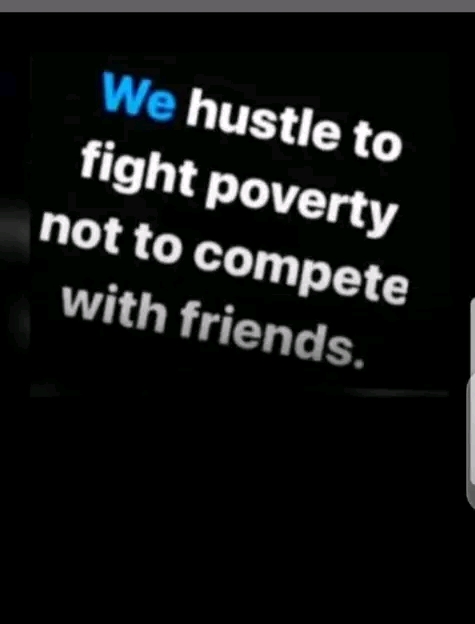 We hustle to
fight poverty
not to compete
with friends.